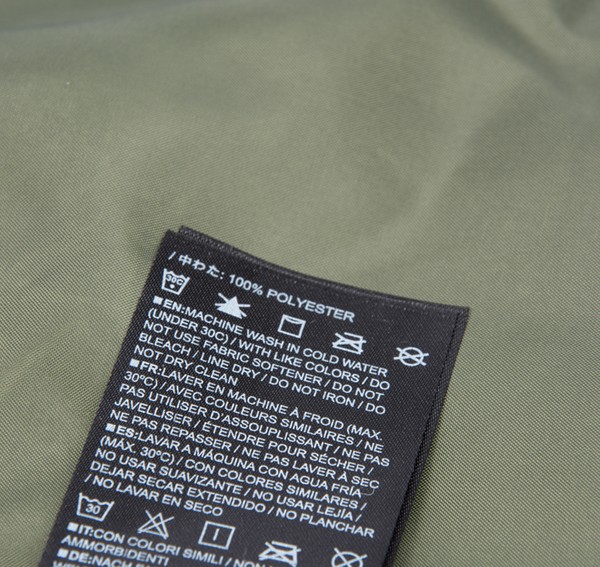 / 中わた: 100% POLYESTER
30C
■EN:MACHINE WASH IN COLD WATER
(UNDER 30C) / WITH LIKE COLORS / DO
NOT USE FABRIC SOFTENER / DO NOT
BLEACH / LINE DRY / DO NOT IRON / DO
NOT DRY CLEAN
■FR:LAVER EN MACHINE À FROID (MAX.
30ºC) / AVEC COULEURS SIMILAIRES / NE
PAS UTILISER D'ASSOUPLISSANT / NE PAS
JAVELLISER / ÉTENDRE POUR SÉCHER /
NE PAS REPASSER / NE PAS LAVER À SEC
■ES:LAVAR A MÁQUINA CON AGUA FRÍA
(MÁX. 30ºC) / CON COLORES SIMILARES /
NO USAR SUAVIZANTE / NO USAR LEJÍA /
DEJAR SECAR EXTENDIDO / NO PLANCHAR
/ NO LAVAR EN SECO
30
■IT:CON COLORI SIMILI / NON
AMMORBIDENTI
■DE:NACH